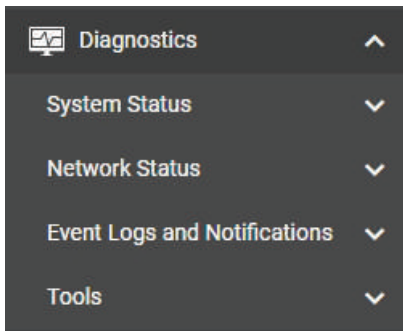 Diagnostics
System Status
Network Status
Event Logs and Notifications
Tools